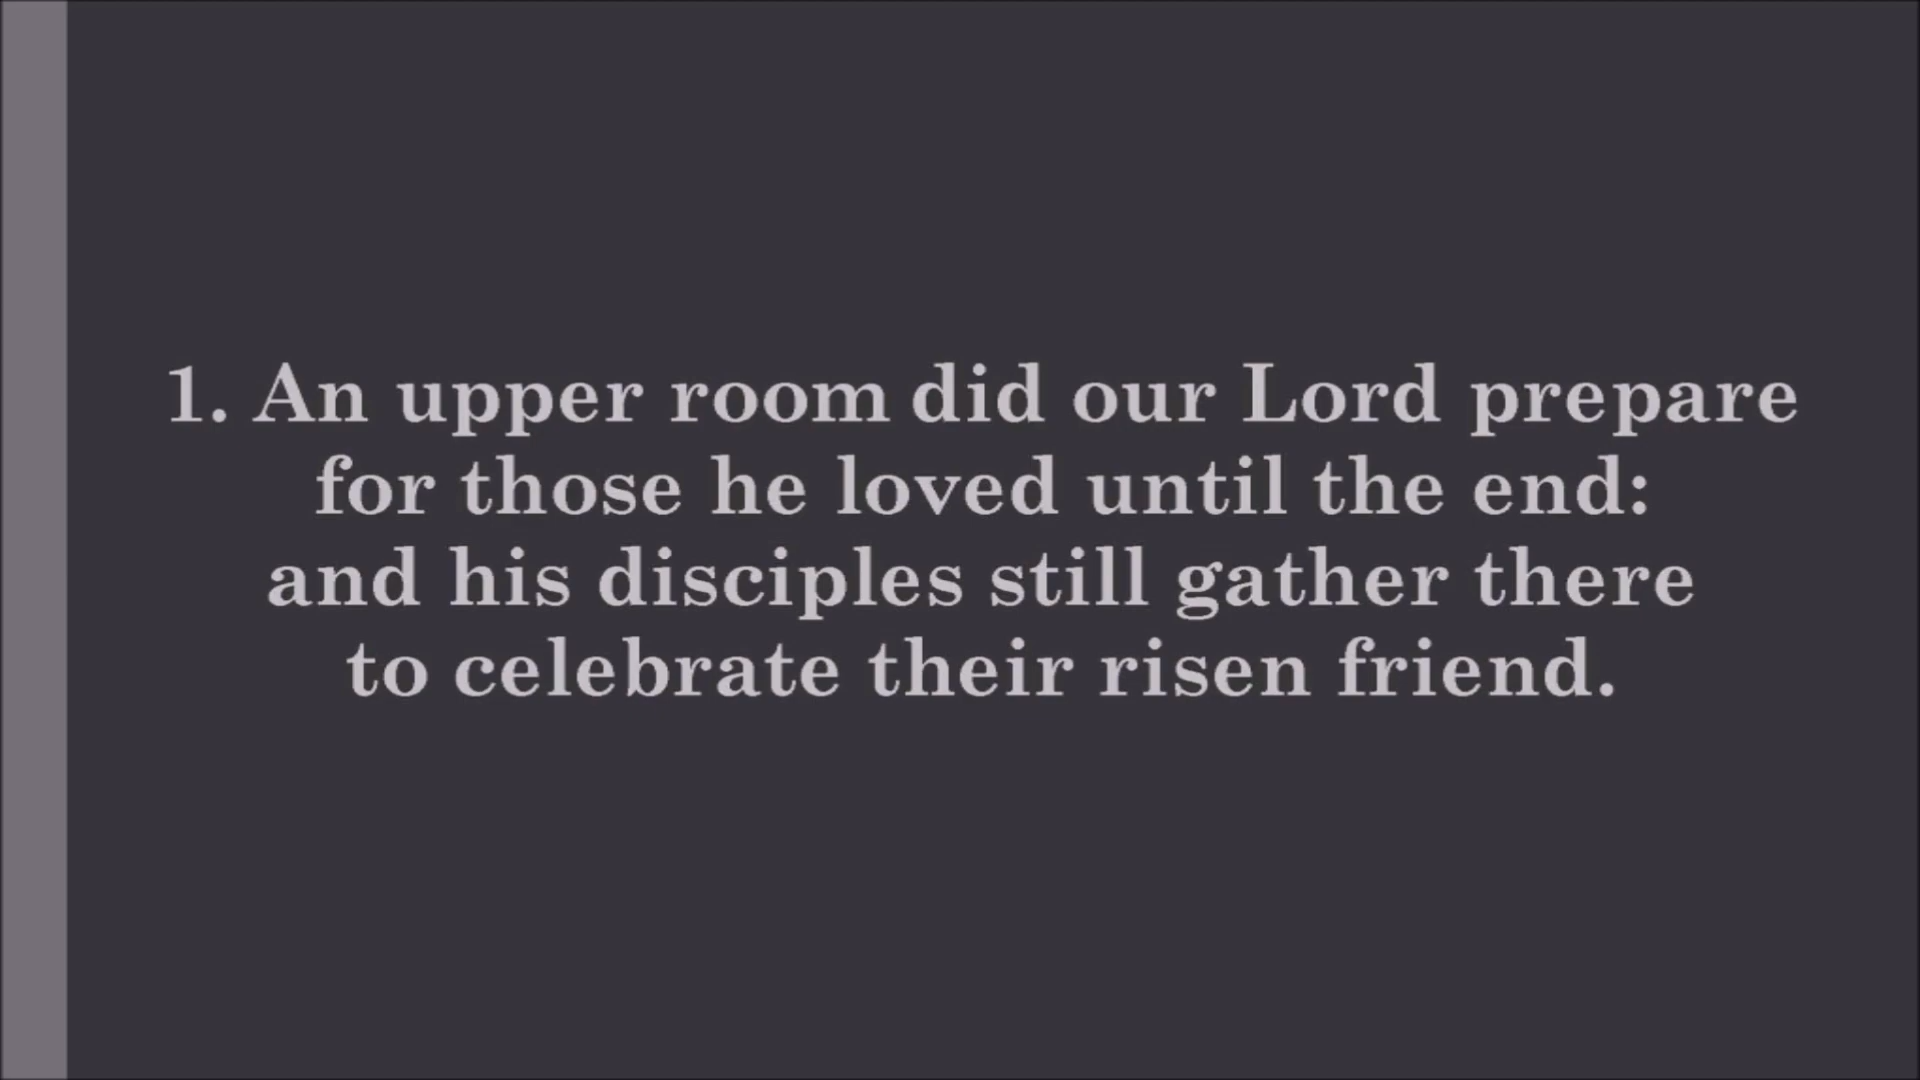 1. An upper room did our Lord prepare
for those he loved until the end:
and his disciples still gather there
to celebrate their risen friend.